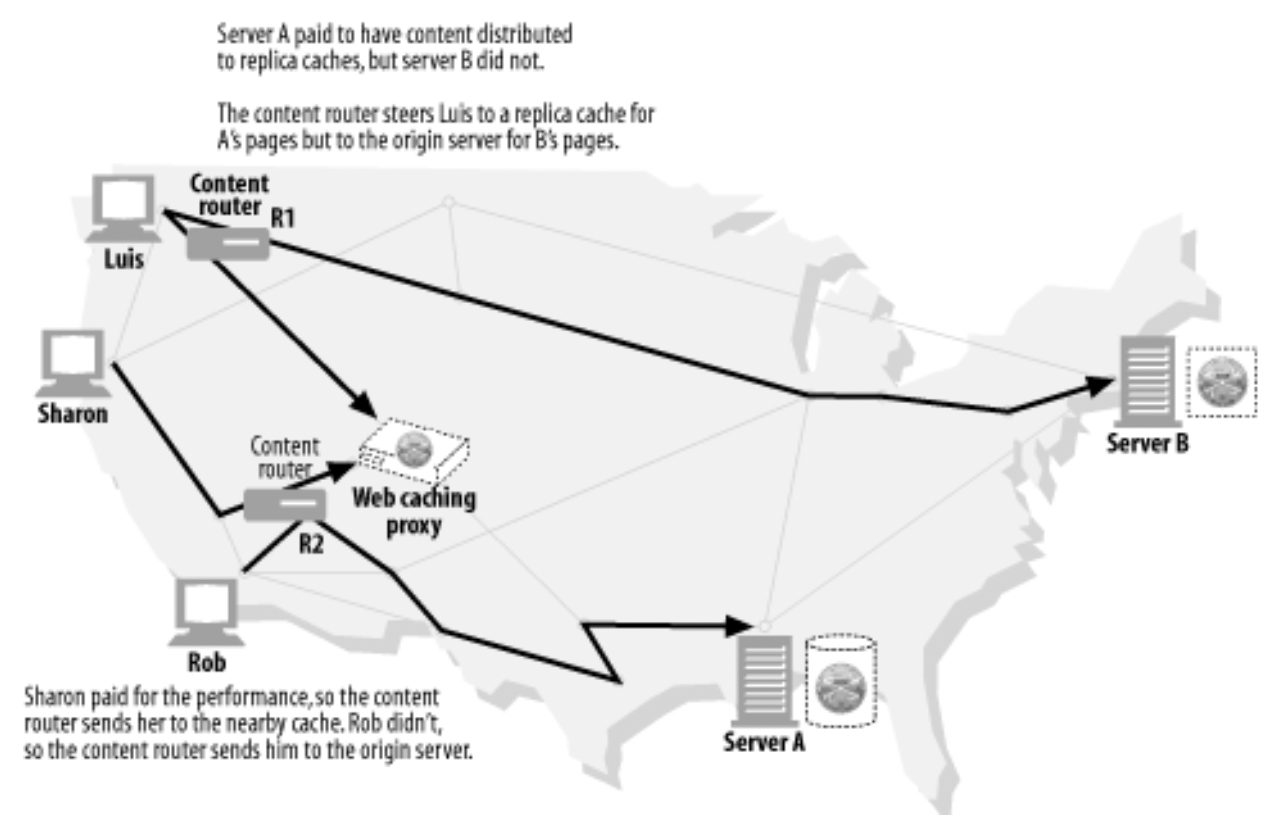 Server A paid to have content distributed
to replica caches, but server B did not.
The content router steers Luis to a replica cache for
A's pages but to the origin server for B's pages.
Content
router
R1
Luis
Sharon
Content
router
Web caching
proxy
R2
Server B
Rob
Server A
Sharon paid for the performance, so the content
router sends her to the nearby cache. Rob didn't,
so the content router sends him to the origin server.